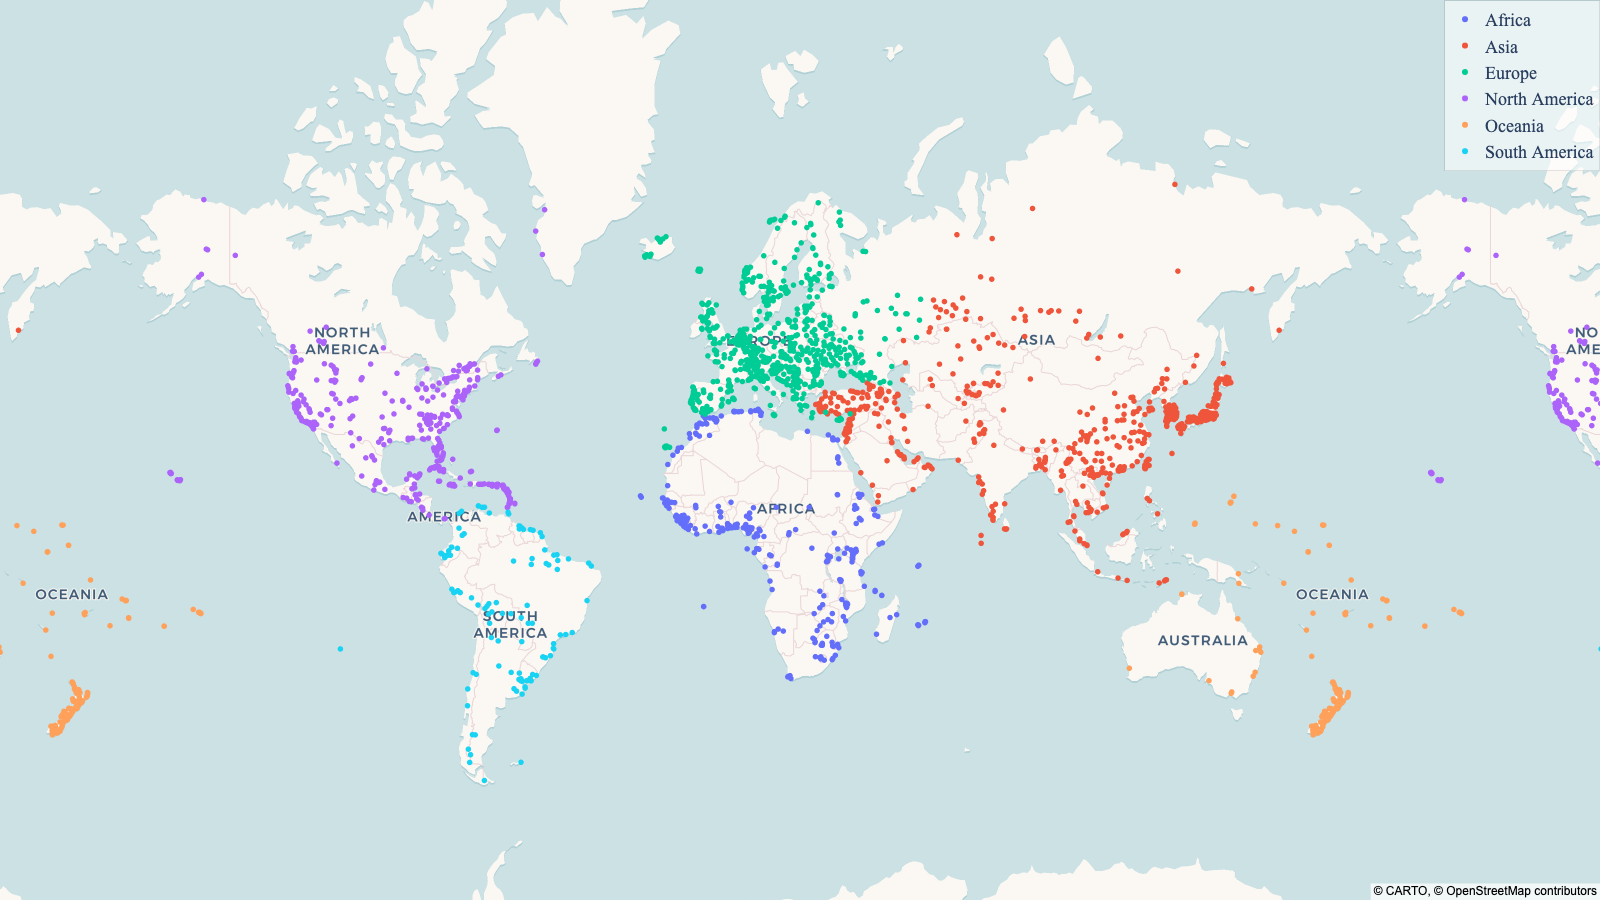 Africa
Asia
Europe
North America
Oceania
South America
NORTH
AMERICA
EUROPE
ASIA
NO
AME
AMERICA
AFRICA
OCEANIA
SOUTH
AMERICA
OCEANIA
AUSTRALIA
© CARTO, © OpenStreetMap contributors